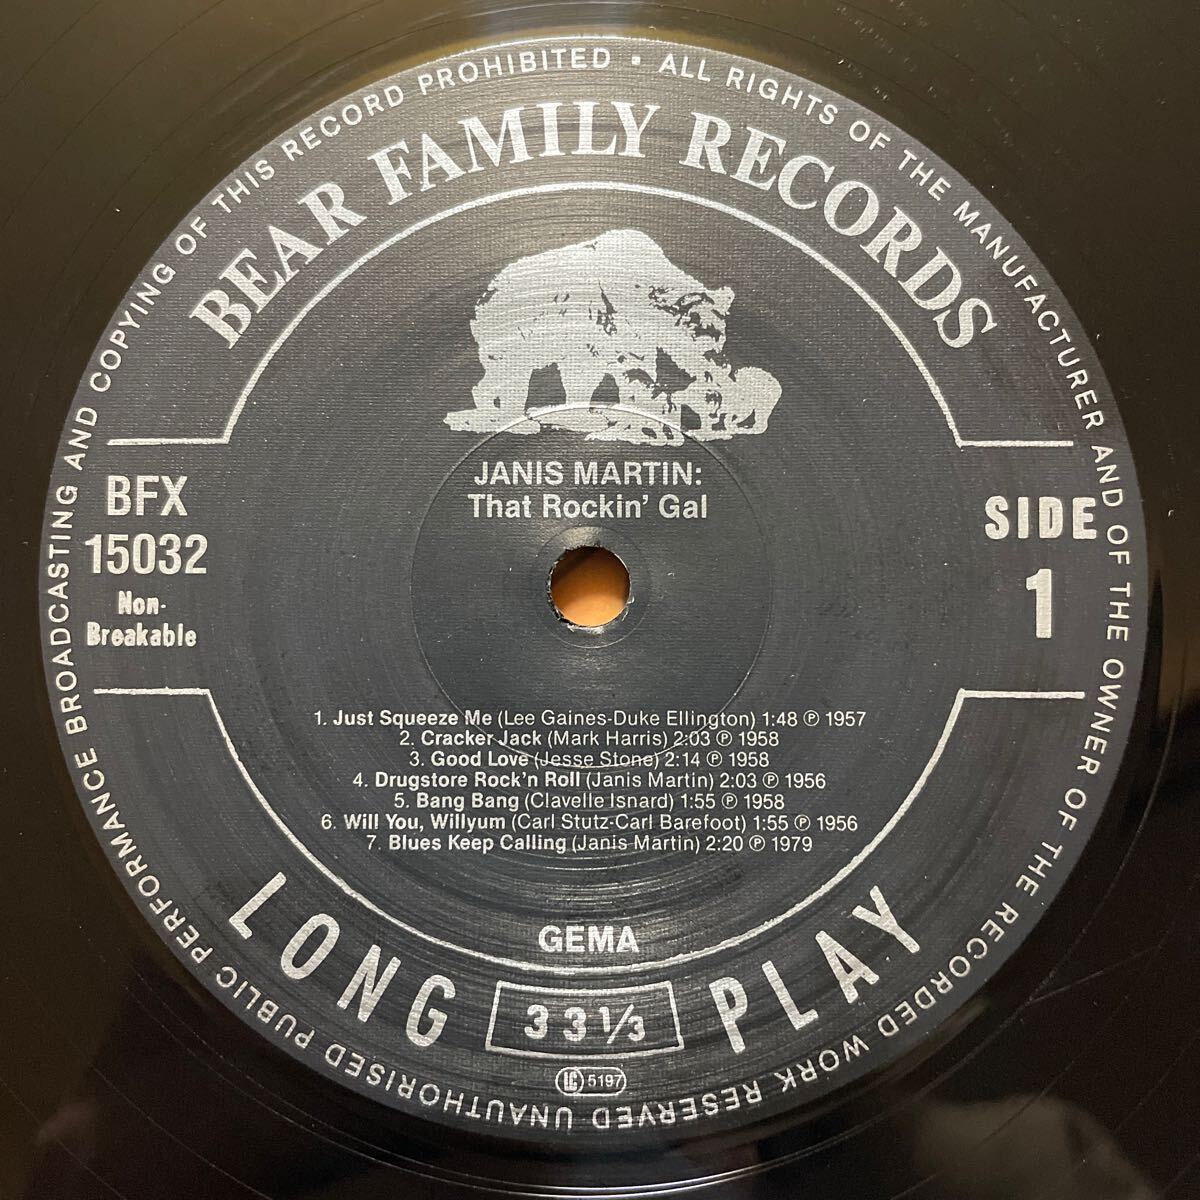 ALL RIGHTS OF THE MANUFACTURER AND OF THE OWNER OF THE RECORDED WORK RESERVED UNAUTHORISED PUBLIC PERFORMANCE BROADCASTING AND COPYING OF THIS RECORD PROHIBITED •
BEAR FAMILY RECORDS
JANIS MARTIN:
That Rockin' Gal
BFX
15032
Non-
Breakable
SIDE
1
1. Just Squeeze Me (Lee Gaines-Duke Ellington) 1:48 ℗ 1957
2. Cracker Jack (Mark Harris) 2:03 ℗ 1958
3. Good Love (Jesse Stone) 2:14 ℗ 1958
4. Drugstore Rock'n Roll (Janis Martin) 2:03 ℗ 1956
5. Bang Bang (Clavelle Isnard) 1:55 ℗ 1958
6. Will You, Willyum (Carl Stutz-Carl Barefoot) 1:55 ℗ 1956
7. Blues Keep Calling (Janis Martin) 2:20 ℗ 1979
GEMA
LONG 33 1/3 PLAY
LC 5197